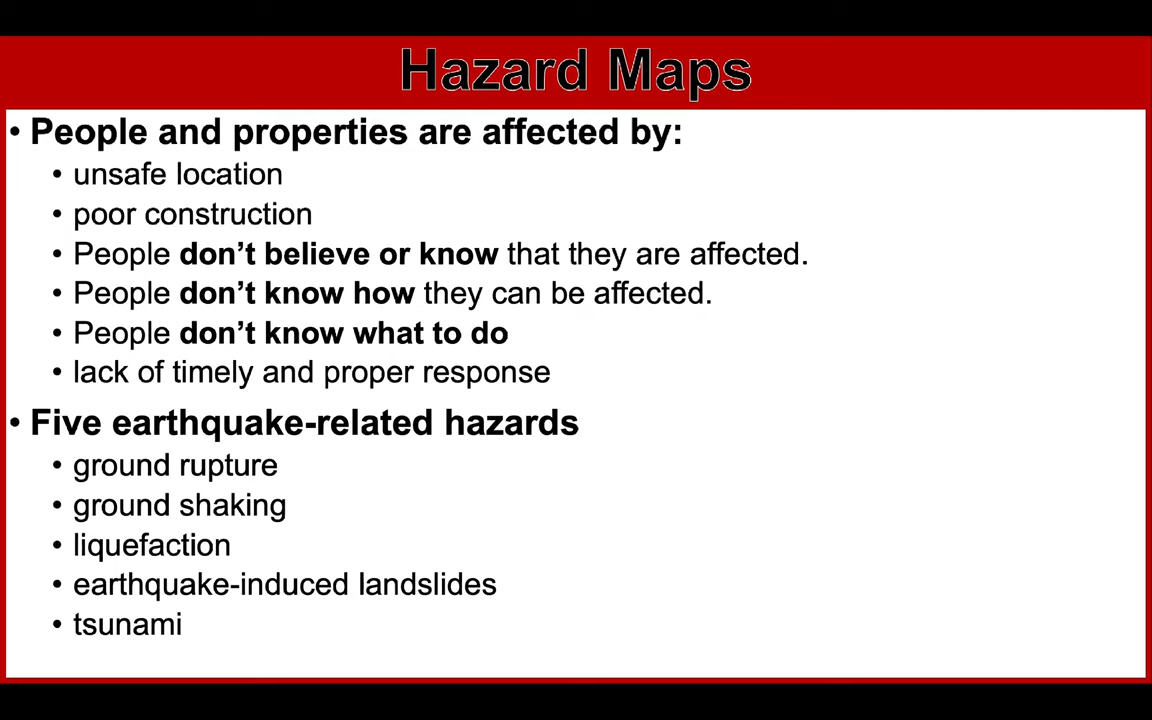 Hazard Maps
• People and properties are affected by:
• unsafe location
• poor construction
• People don’t believe or know that they are affected.
• People don’t know how they can be affected.
• People don’t know what to do
• lack of timely and proper response
• Five earthquake-related hazards
• ground rupture
• ground shaking
• liquefaction
• earthquake-induced landslides
• tsunami